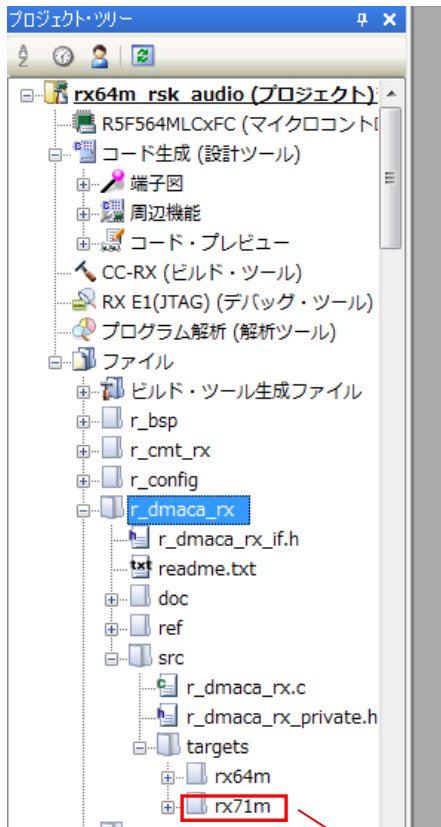 プロジェクト・ツリー
rx64m_rsk_audio (プロジェクト)
R5F564MLCxFC (マイクロコント
コード生成 (設計ツール)
端子図
周辺機能
コード・プレビュー
CC-RX (ビルド・ツール)
RX E1(JTAG) (デバッグ・ツール)
プログラム解析 (解析ツール)
ファイル
ビルド・ツール生成ファイル
r_bsp
r_cmt_rx
r_config
r_dmaca_rx
r_dmaca_rx_if.h
txt readme.txt
doc
ref
src
c r_dmaca_rx.c
h r_dmaca_rx_private.h
targets
rx64m
rx71m